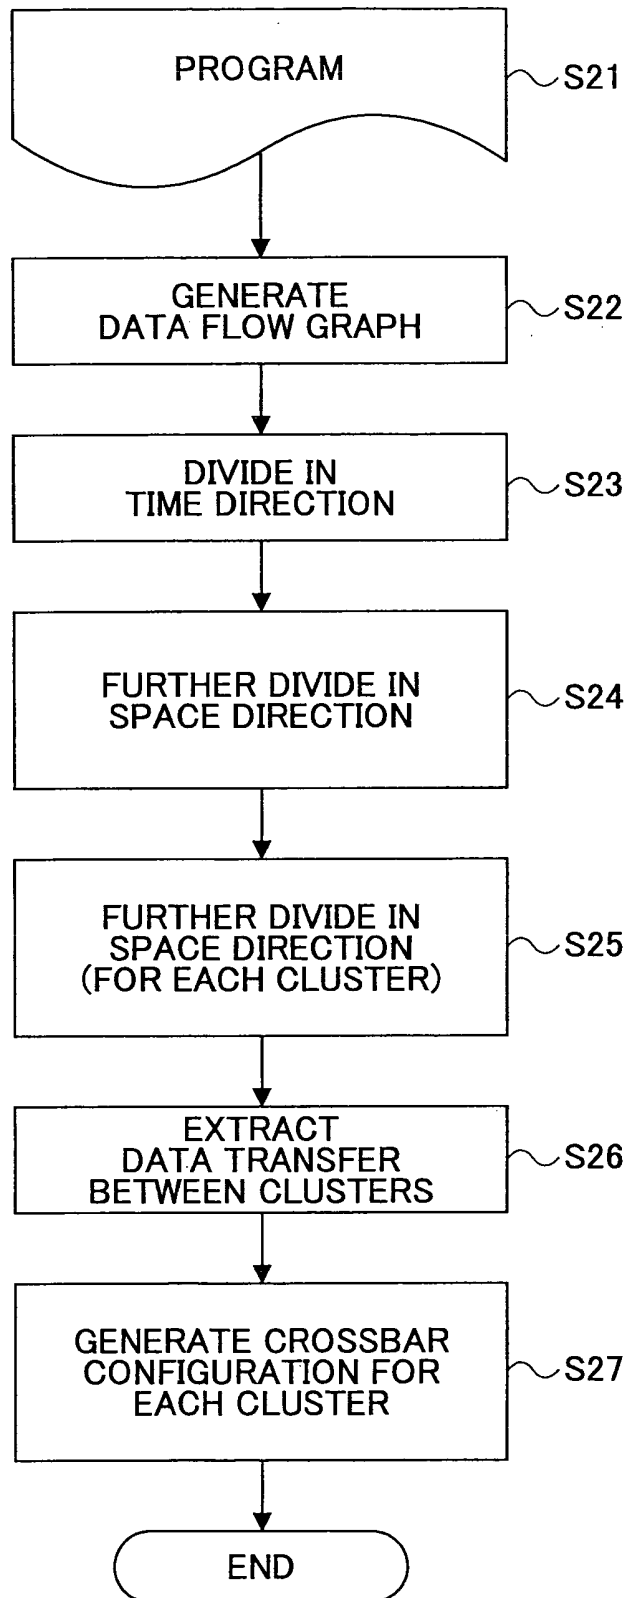 PROGRAM
S21
GENERATE
DATA FLOW GRAPH
S22
DIVIDE IN
TIME DIRECTION
S23
FURTHER DIVIDE IN
SPACE DIRECTION
S24
FURTHER DIVIDE IN
SPACE DIRECTION
(FOR EACH CLUSTER)
S25
EXTRACT
DATA TRANSFER
BETWEEN CLUSTERS
S26
GENERATE CROSSBAR
CONFIGURATION FOR
EACH CLUSTER
S27
END